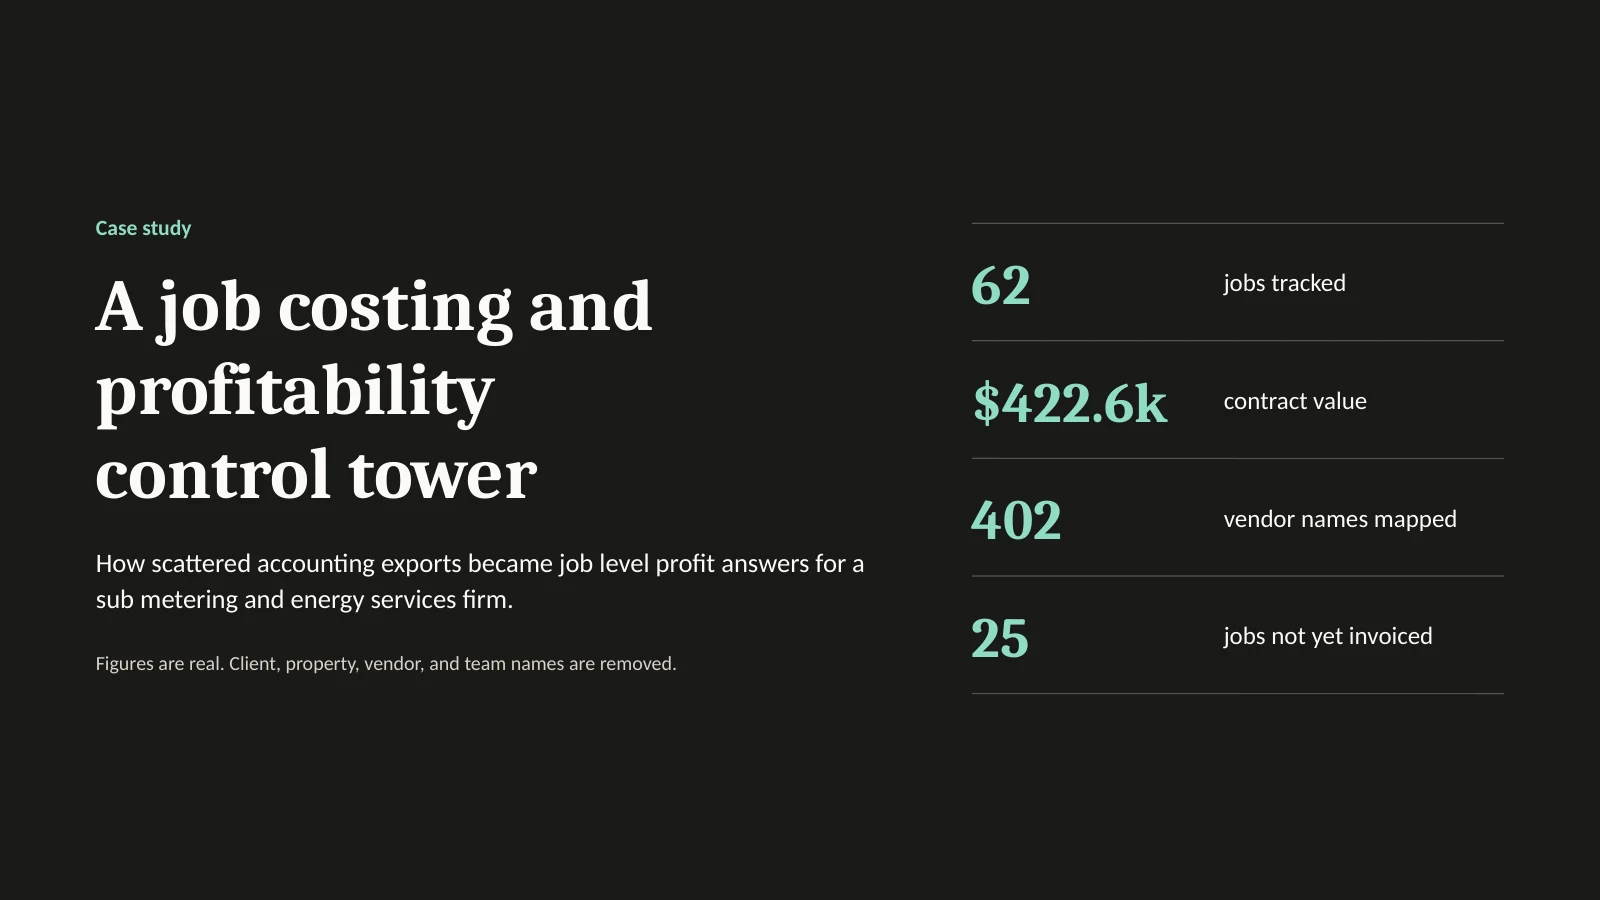 Case study
A job costing and
profitability
control tower
How scattered accounting exports became job level profit answers for a
sub metering and energy services firm.
Figures are real. Client, property, vendor, and team names are removed.
62 jobs tracked
$422.6k contract value
402 vendor names mapped
25 jobs not yet invoiced